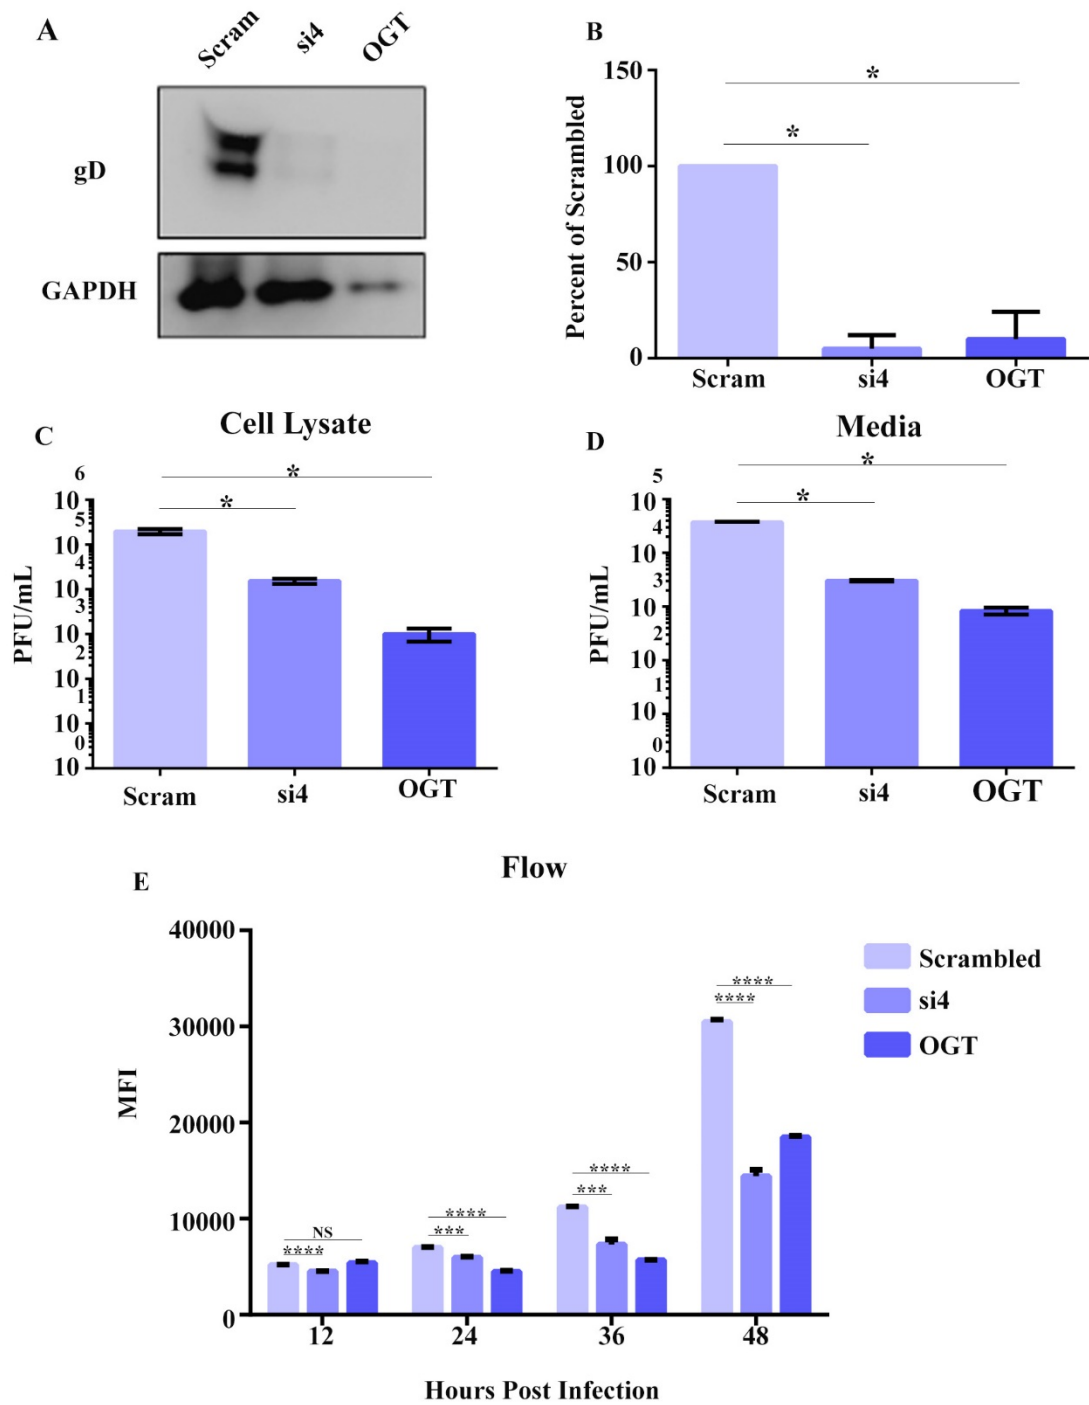 A
Scram si4 OGT
gD
GAPDH
B
Percent of Scrambled
150
100
50
0
* *
Scram si4 OGT
C
Cell Lysate
PFU/mL
10 6
10 5
10 4
10 3
10 2
10 1
10 0
* *
Scram si4 OGT
D
Media
PFU/mL
10 5
10 4
10 3
10 2
10 1
10 0
* *
Scram si4 OGT
E
Flow
MFI
40000
30000
20000
10000
0
NS
****
****
***
****
***
****
****
12 24 36 48
Hours Post Infection
Scrambled
si4
OGT